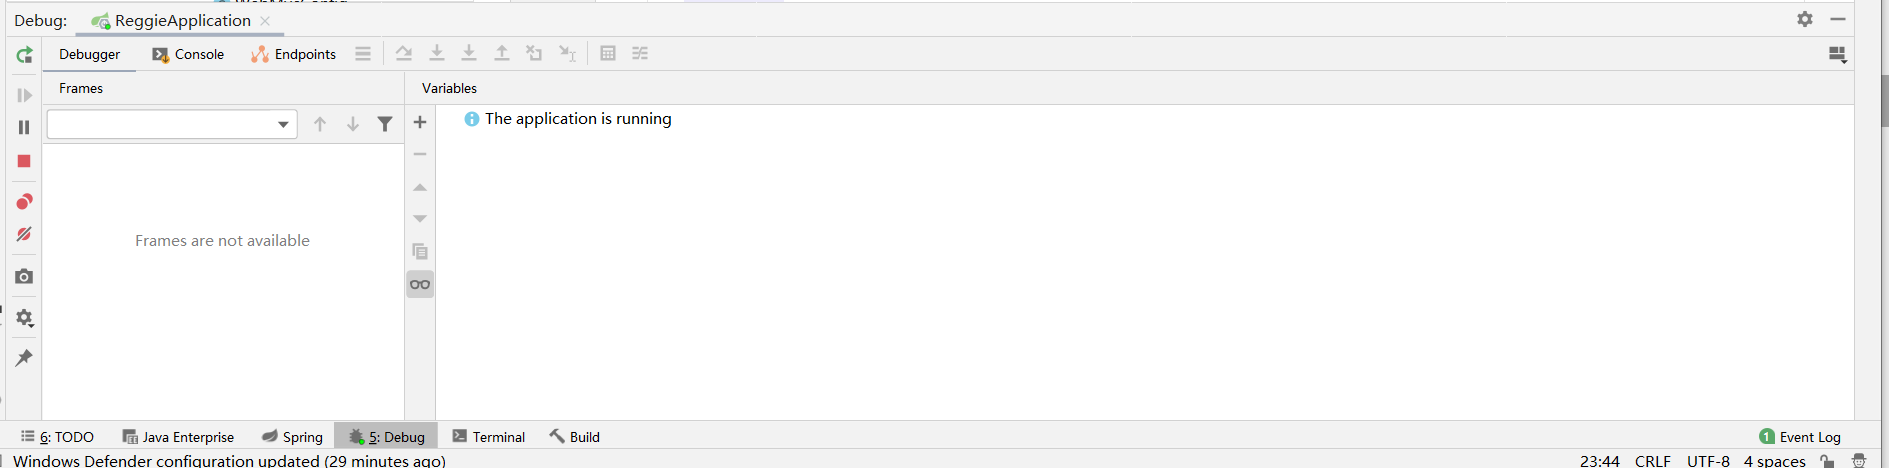 WebMvcConfig
Debug: ReggieApplication
Debugger Console Endpoints
Frames Variables
The application is running
Frames are not available
6: TODO Java Enterprise Spring 5: Debug Terminal Build 1 Event Log
Windows Defender configuration updated (29 minutes ago) 23:44 CRLF UTF-8 4 spaces